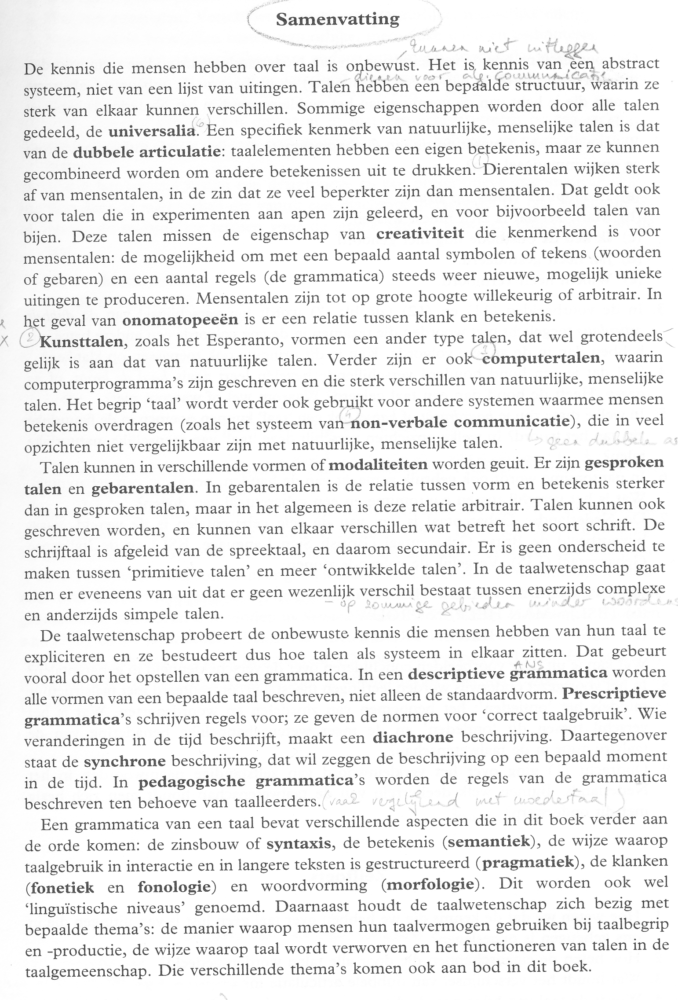 Samenvatting
kunnen niet uitleggen
De kennis die mensen hebben over taal is onbewust. Het is kennis van een abstract
- dienen voor alg. communicatie
systeem, niet van een lijst van uitingen. Talen hebben een bepaalde structuur, waarin ze
sterk van elkaar kunnen verschillen. Sommige eigenschappen worden door alle talen
(6)
gedeeld, de universalia. Een specifiek kenmerk van natuurlijke, menselijke talen is dat
van de dubbele articulatie: taalelementen hebben een eigen betekenis, maar ze kunnen
1
gecombineerd worden om andere betekenissen uit te drukken. Dierentalen wijken sterk
af van mensentalen, in de zin dat ze veel beperkter zijn dan mensentalen. Dat geldt ook
voor talen die in experimenten aan apen zijn geleerd, en voor bijvoorbeeld talen van
bijen. Deze talen missen de eigenschap van creativiteit die kenmerkend is voor
mensentalen: de mogelijkheid om met een bepaald aantal symbolen of tekens (woorden
of gebaren) en een aantal regels (de grammatica) steeds weer nieuwe, mogelijk unieke
uitingen te produceren. Mensentalen zijn tot op grote hoogte willekeurig of arbitrair. In
het geval van onomatopeeën is er een relatie tussen klank en betekenis.
X 2 Kunsttalen, zoals het Esperanto, vormen een ander type talen, dat wel grotendeels
3
gelijk is aan dat van natuurlijke talen. Verder zijn er ook computertalen, waarin
computerprogramma's zijn geschreven en die sterk verschillen van natuurlijke, menselijke
talen. Het begrip ‘taal’ wordt verder ook gebruikt voor andere systemen waarmee mensen
4
betekenis overdragen (zoals het systeem van non-verbale communicatie), die in veel
opzichten niet vergelijkbaar zijn met natuurlijke, menselijke talen. ↳ geen dubbele
Talen kunnen in verschillende vormen of modaliteiten worden geuit. Er zijn gesproken
talen en gebarentalen. In gebarentalen is de relatie tussen vorm en betekenis sterker
dan in gesproken talen, maar in het algemeen is deze relatie arbitrair. Talen kunnen ook
geschreven worden, en kunnen van elkaar verschillen wat betreft het soort schrift. De
schrijftaal is afgeleid van de spreektaal, en daarom secundair. Er is geen onderscheid te
maken tussen ‘primitieve talen’ en meer ‘ontwikkelde talen’. In de taalwetenschap gaat
men er eveneens van uit dat er geen wezenlijk verschil bestaat tussen enerzijds complexe
- op sommige gebieden minder
en anderzijds simpele talen.
De taalwetenschap probeert de onbewuste kennis die mensen hebben van hun taal te
expliciteren en ze bestudeert dus hoe talen als systeem in elkaar zitten. Dat gebeurt
ANS
vooral door het opstellen van een grammatica. In een descriptieve grammatica worden
alle vormen van een bepaalde taal beschreven, niet alleen de standaardvorm. Prescriptieve
grammatica's schrijven regels voor; ze geven de normen voor ‘correct taalgebruik’. Wie
veranderingen in de tijd beschrijft, maakt een diachrone beschrijving. Daartegenover
staat de synchrone beschrijving, dat wil zeggen de beschrijving op een bepaald moment
in de tijd. In pedagogische grammatica's worden de regels van de grammatica
beschreven ten behoeve van taalleerders. (vaak vergelijkend met moedertaal)
Een grammatica van een taal bevat verschillende aspecten die in dit boek verder aan
de orde komen: de zinsbouw of syntaxis, de betekenis (semantiek), de wijze waarop
taalgebruik in interactie en in langere teksten is gestructureerd (pragmatiek), de klanken
(fonetiek en fonologie) en woordvorming (morfologie). Dit worden ook wel
‘linguïstische niveaus’ genoemd. Daarnaast houdt de taalwetenschap zich bezig met
bepaalde thema's: de manier waarop mensen hun taalvermogen gebruiken bij taalbegrip
en -productie, de wijze waarop taal wordt verworven en het functioneren van talen in de
taalgemeenschap. Die verschillende thema's komen ook aan bod in dit boek.